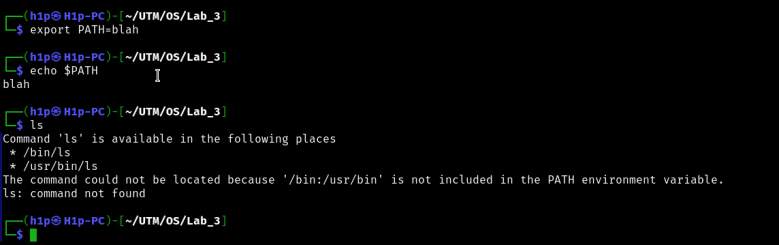 ┌──(h1p㉿H1p-PC)-[~/UTM/OS/Lab_3]
└─$ export PATH=blah
┌──(h1p㉿H1p-PC)-[~/UTM/OS/Lab_3]
└─$ echo $PATH
blah
┌──(h1p㉿H1p-PC)-[~/UTM/OS/Lab_3]
└─$ ls
Command 'ls' is available in the following places
 * /bin/ls
 * /usr/bin/ls
The command could not be located because '/bin:/usr/bin' is not included in the PATH environment variable.
ls: command not found
┌──(h1p㉿H1p-PC)-[~/UTM/OS/Lab_3]
└─$